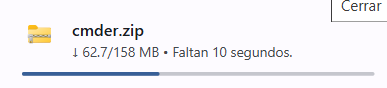 Cerrar
cmder.zip
↓ 62.7/158 MB • Faltan 10 segundos.